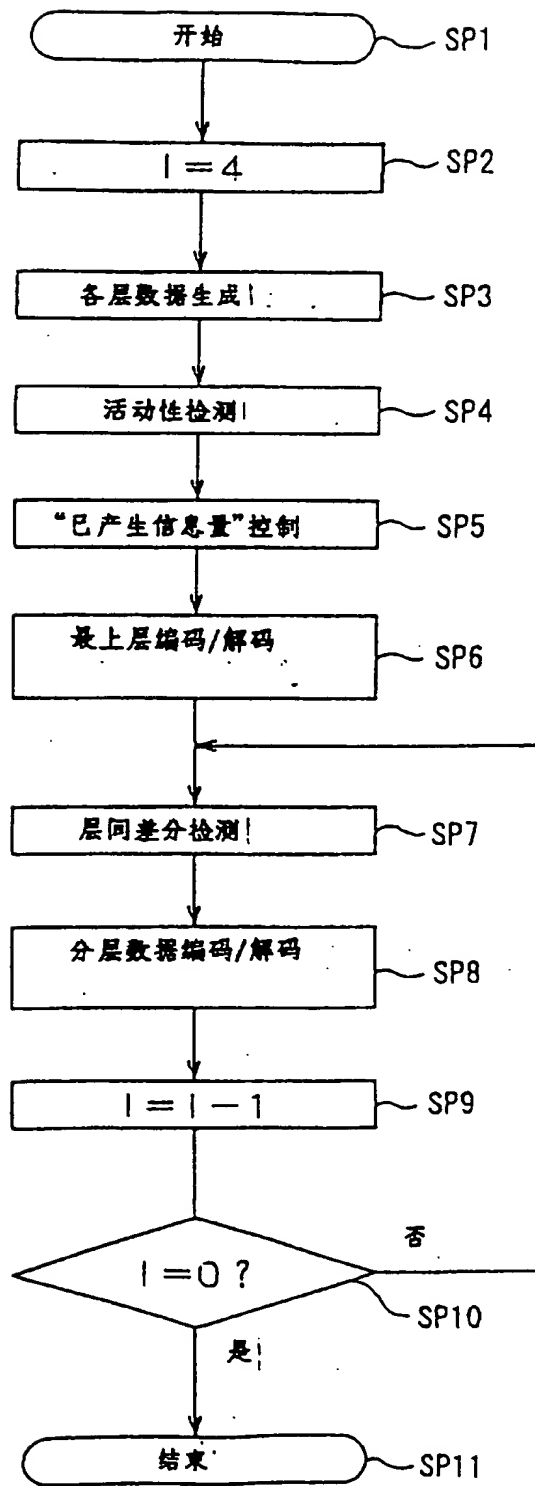 开始 SP1
I=4 SP2
各层数据生成 SP3
活动性检测 SP4
“已产生信息量”控制 SP5
最上层编码/解码 SP6
层间差分检测 SP7
分层数据编码/解码 SP8
I=I-1 SP9
否
I=0? SP10
是
结束 SP11